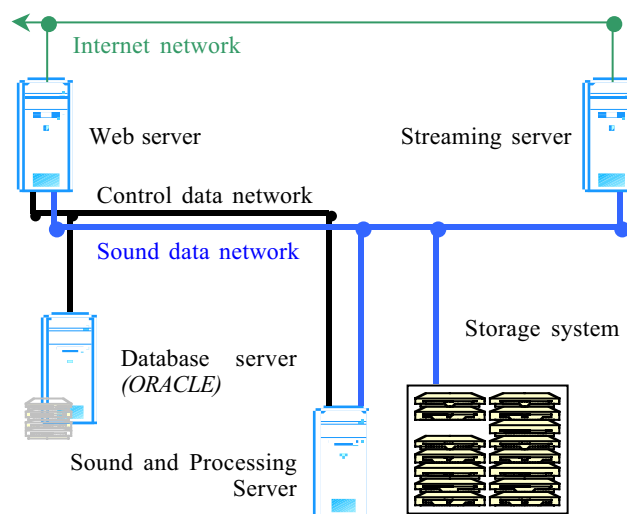 Internet network
Web server
Streaming server
Control data network
Sound data network
Storage system
Database server
(ORACLE)
Sound and Processing
Server